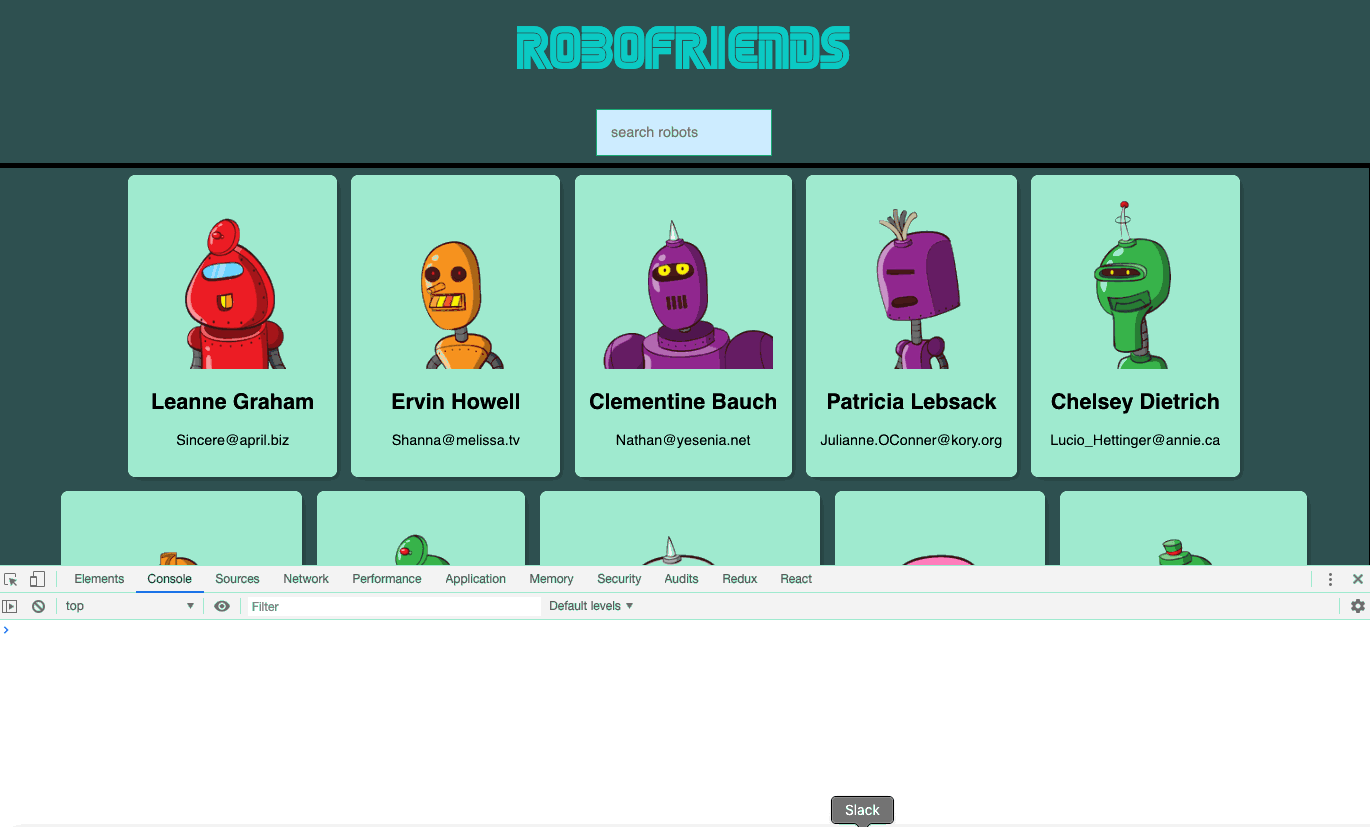 ROBOFRIENDS
search robots
Leanne Graham
Sincere@april.biz
Ervin Howell
Shanna@melissa.tv
Clementine Bauch
Nathan@yesenia.net
Patricia Lebsack
Julianne.OConner@kory.org
Chelsey Dietrich
Lucio_Hettinger@annie.ca
Elements Console Sources Network Performance Application Memory Security Audits Redux React
top Filter Default levels
Slack